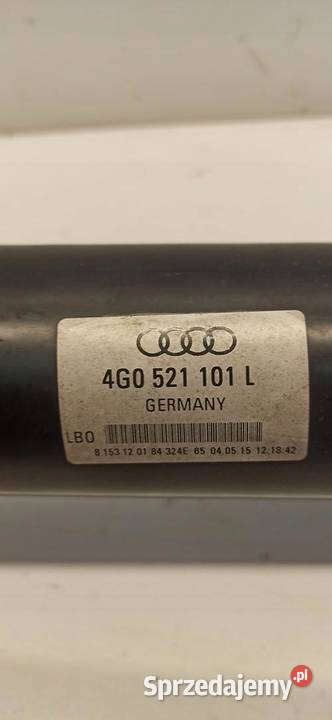 4G0 521 101 L
GERMANY
LB0
8 153 12 01 84 324E 65 04.05.15 12:18:42
Sprzedajemy.pl